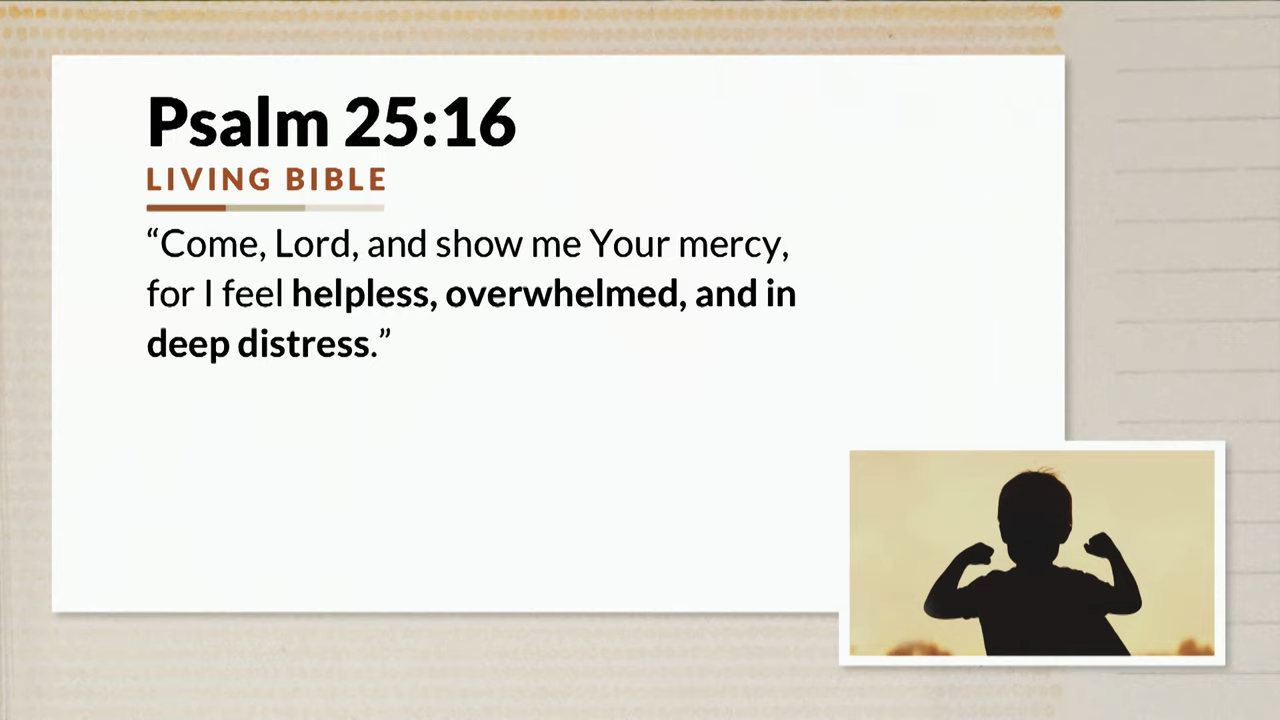 Psalm 25:16
LIVING BIBLE
“Come, Lord, and show me Your mercy,
for I feel helpless, overwhelmed, and in
deep distress.”